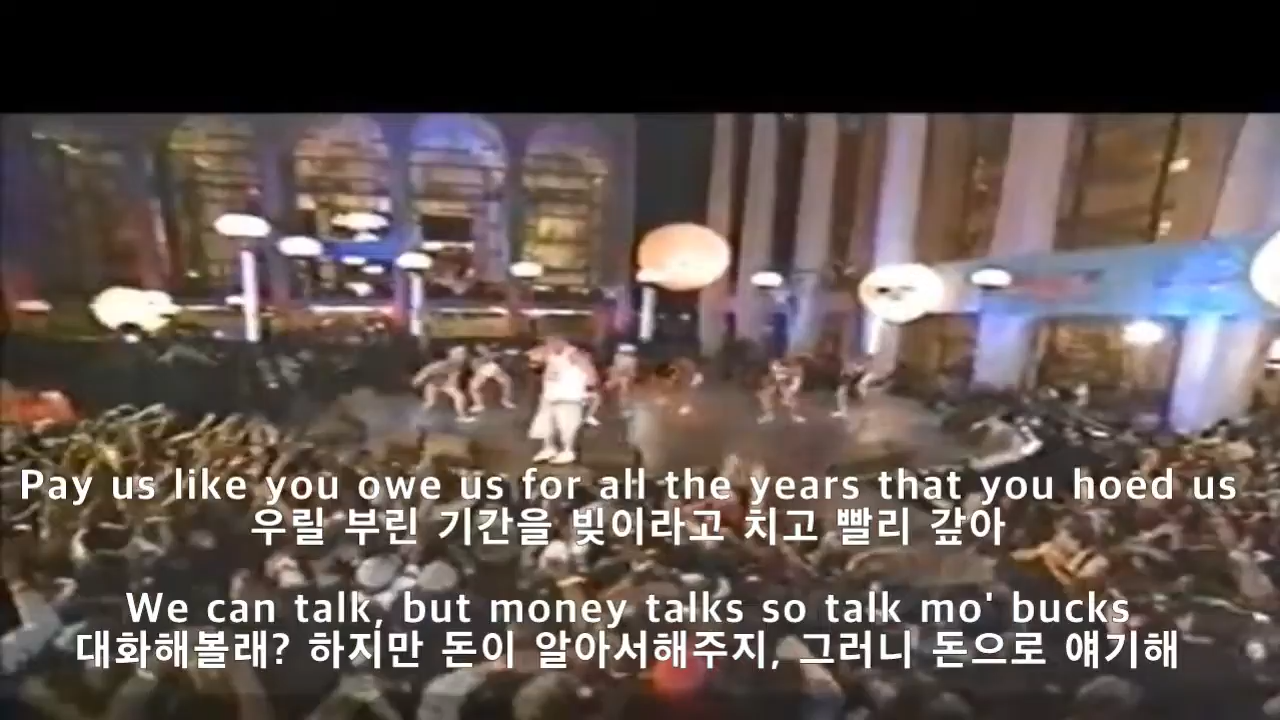 Pay us like you owe us for all the years that you hoed us
우릴 부린 기간을 빚이라고 치고 빨리 갚아
We can talk, but money talks so talk mo' bucks
대화해볼래? 하지만 돈이 알아서해주지, 그러니 돈으로 얘기해